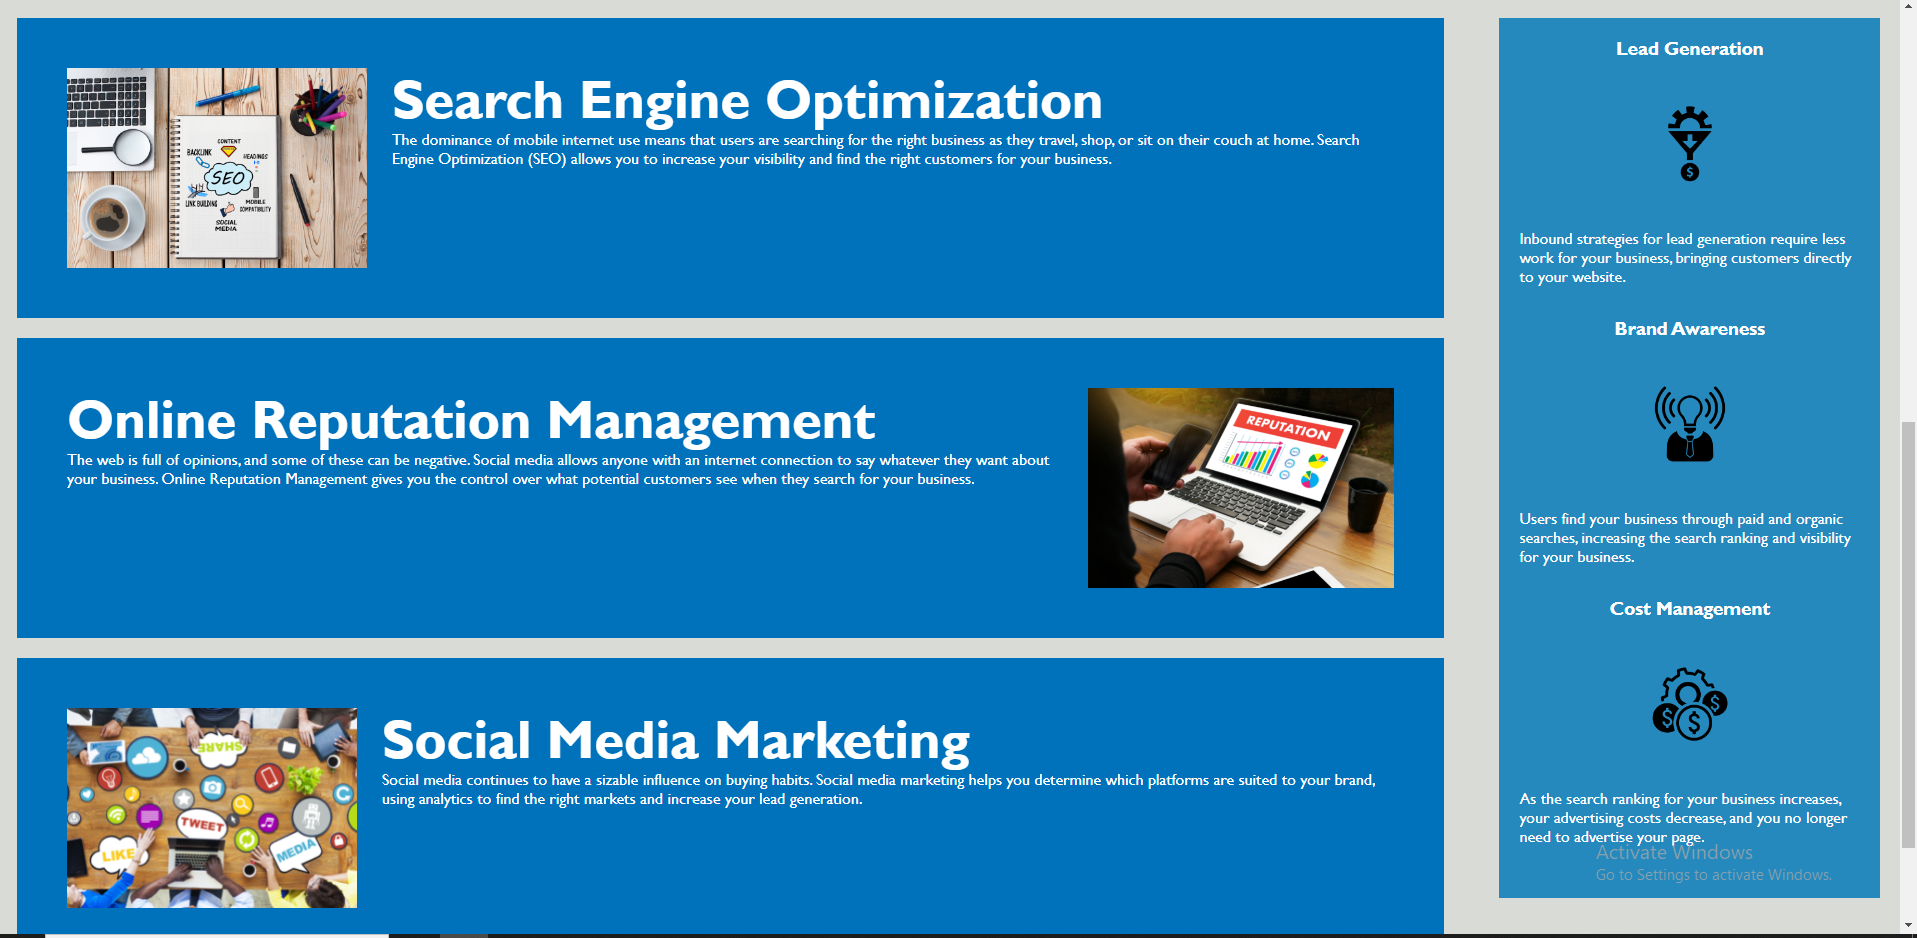 CONTENT
BACKLINK
HEADINGS
SEO
LINK BUILDING
MOBILE
COMPATIBILITY
SOCIAL
MEDIA
Search Engine Optimization
The dominance of mobile internet use means that users are searching for the right business as they travel, shop, or sit on their couch at home. Search
Engine Optimization (SEO) allows you to increase your visibility and find the right customers for your business.
Online Reputation Management
The web is full of opinions, and some of these can be negative. Social media allows anyone with an internet connection to say whatever they want about
your business. Online Reputation Management gives you the control over what potential customers see when they search for your business.
REPUTATION
SHARE
TWEET
LIKE
MEDIA
Social Media Marketing
Social media continues to have a sizable influence on buying habits. Social media marketing helps you determine which platforms are suited to your brand,
using analytics to find the right markets and increase your lead generation.
Lead Generation
$
Inbound strategies for lead generation require less
work for your business, bringing customers directly
to your website.
Brand Awareness
Users find your business through paid and organic
searches, increasing the search ranking and visibility
for your business.
Cost Management
$ $ $
As the search ranking for your business increases,
your advertising costs decrease, and you no longer
need to advertise your page.
Activate Windows
Go to Settings to activate Windows.